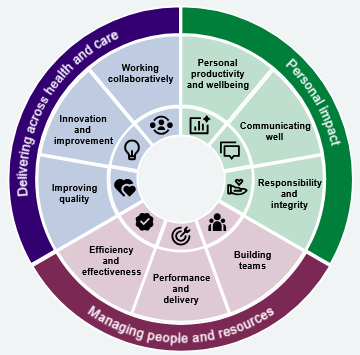 Delivering across health and care
Personal impact
Managing people and resources
Working
collaboratively
Personal
productivity
and wellbeing
Innovation
and
improvement
Communicating
well
Improving
quality
Responsibility
and
integrity
Efficiency
and
effectiveness
Performance
and
delivery
Building
teams